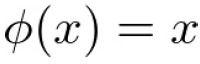 ϕ(x) = x